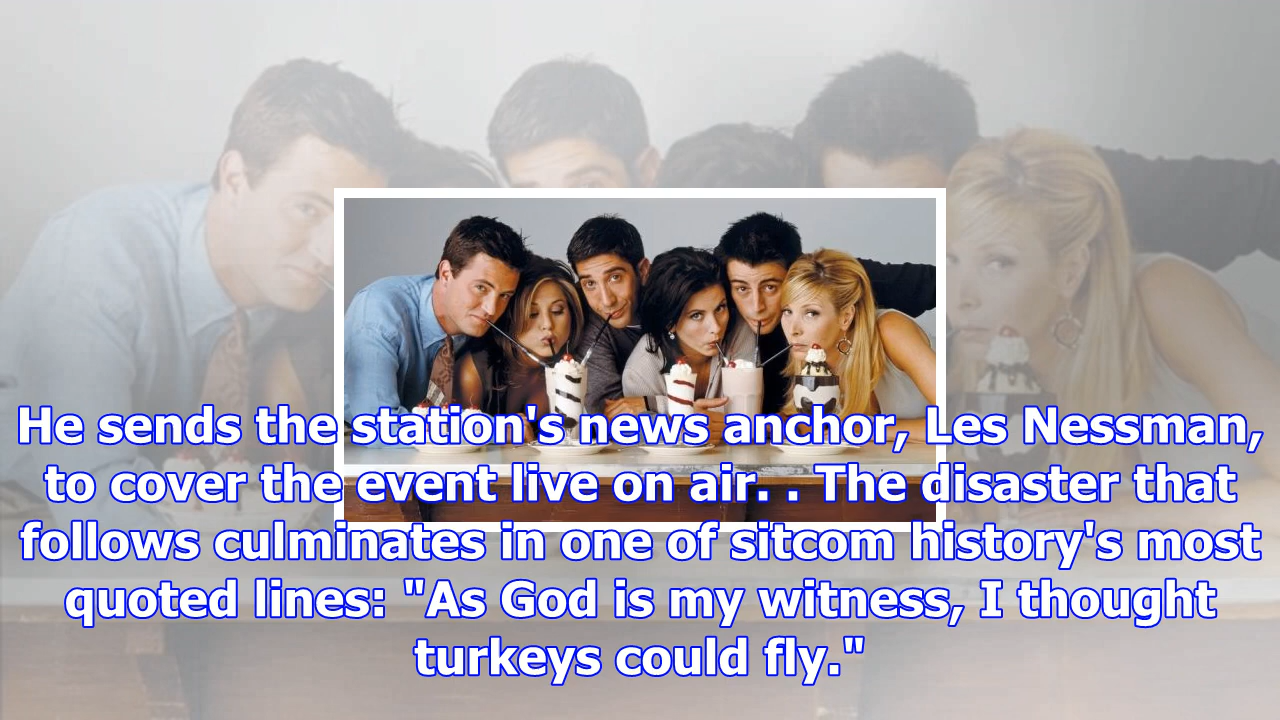 He sends the station's news anchor, Les Nessman,
to cover the event live on air. . The disaster that
follows culminates in one of sitcom history's most
quoted lines: "As God is my witness, I thought
turkeys could fly."